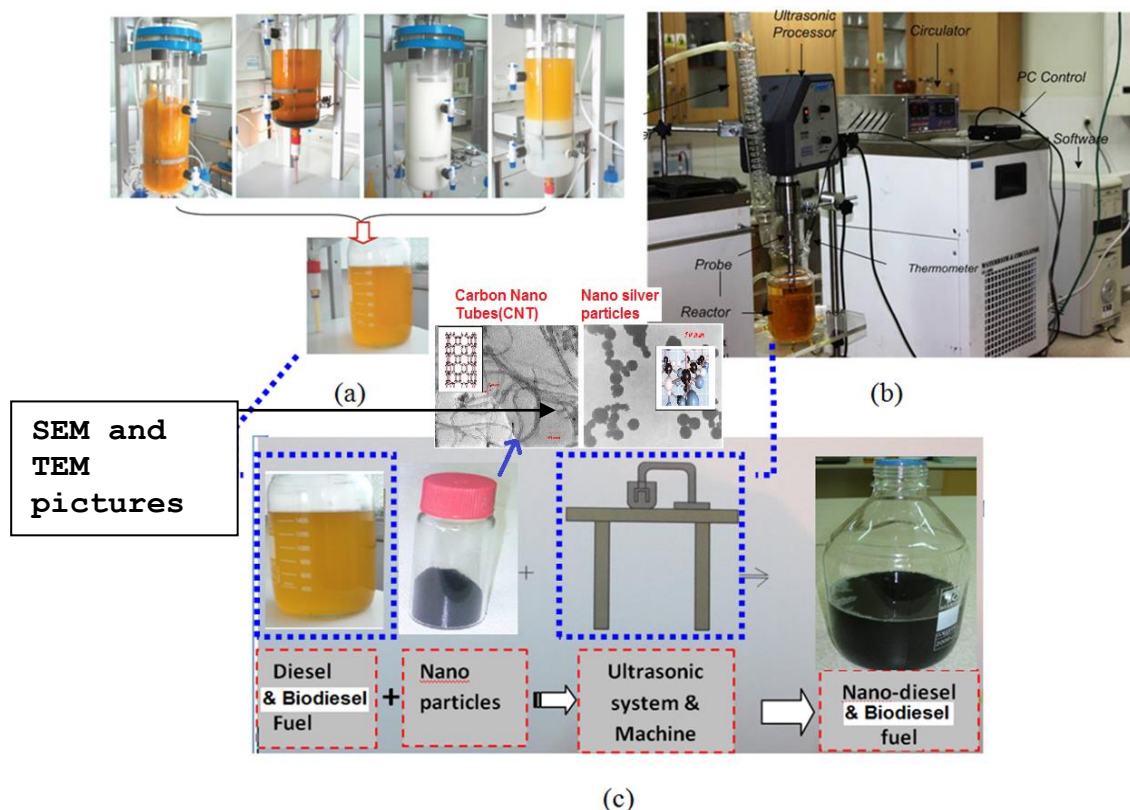 Ultrasonic
Processor
Circulator
PC Control
Software
Probe
Thermometer
Reactor
Carbon Nano
Tubes(CNT)
Nano silver
particles
(a)
(b)
SEM and
TEM
pictures
+
Diesel
& Biodiesel
Fuel
+
Nano
particles
Ultrasonic
system &
Machine
Nano-diesel
& Biodiesel
fuel
(c)